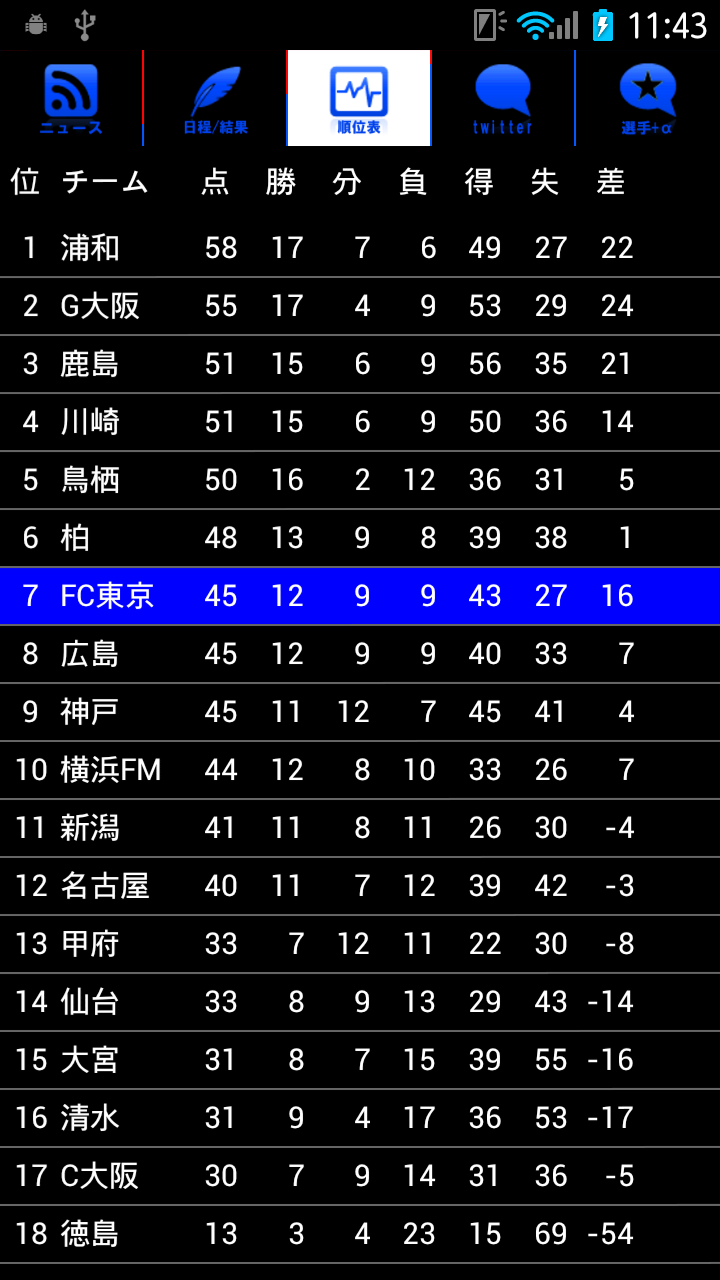 11:43
ニュース 日程/結果 順位表 twitter 選手+α
位 チーム 点 勝 分 負 得 失 差
1 浦和 58 17 7 6 49 27 22
2 G大阪 55 17 4 9 53 29 24
3 鹿島 51 15 6 9 56 35 21
4 川崎 51 15 6 9 50 36 14
5 鳥栖 50 16 2 12 36 31 5
6 柏 48 13 9 8 39 38 1
7 FC東京 45 12 9 9 43 27 16
8 広島 45 12 9 9 40 33 7
9 神戸 45 11 12 7 45 41 4
10 横浜FM 44 12 8 10 33 26 7
11 新潟 41 11 8 11 26 30 -4
12 名古屋 40 11 7 12 39 42 -3
13 甲府 33 7 12 11 22 30 -8
14 仙台 33 8 9 13 29 43 -14
15 大宮 31 8 7 15 39 55 -16
16 清水 31 9 4 17 36 53 -17
17 C大阪 30 7 9 14 31 36 -5
18 徳島 13 3 4 23 15 69 -54